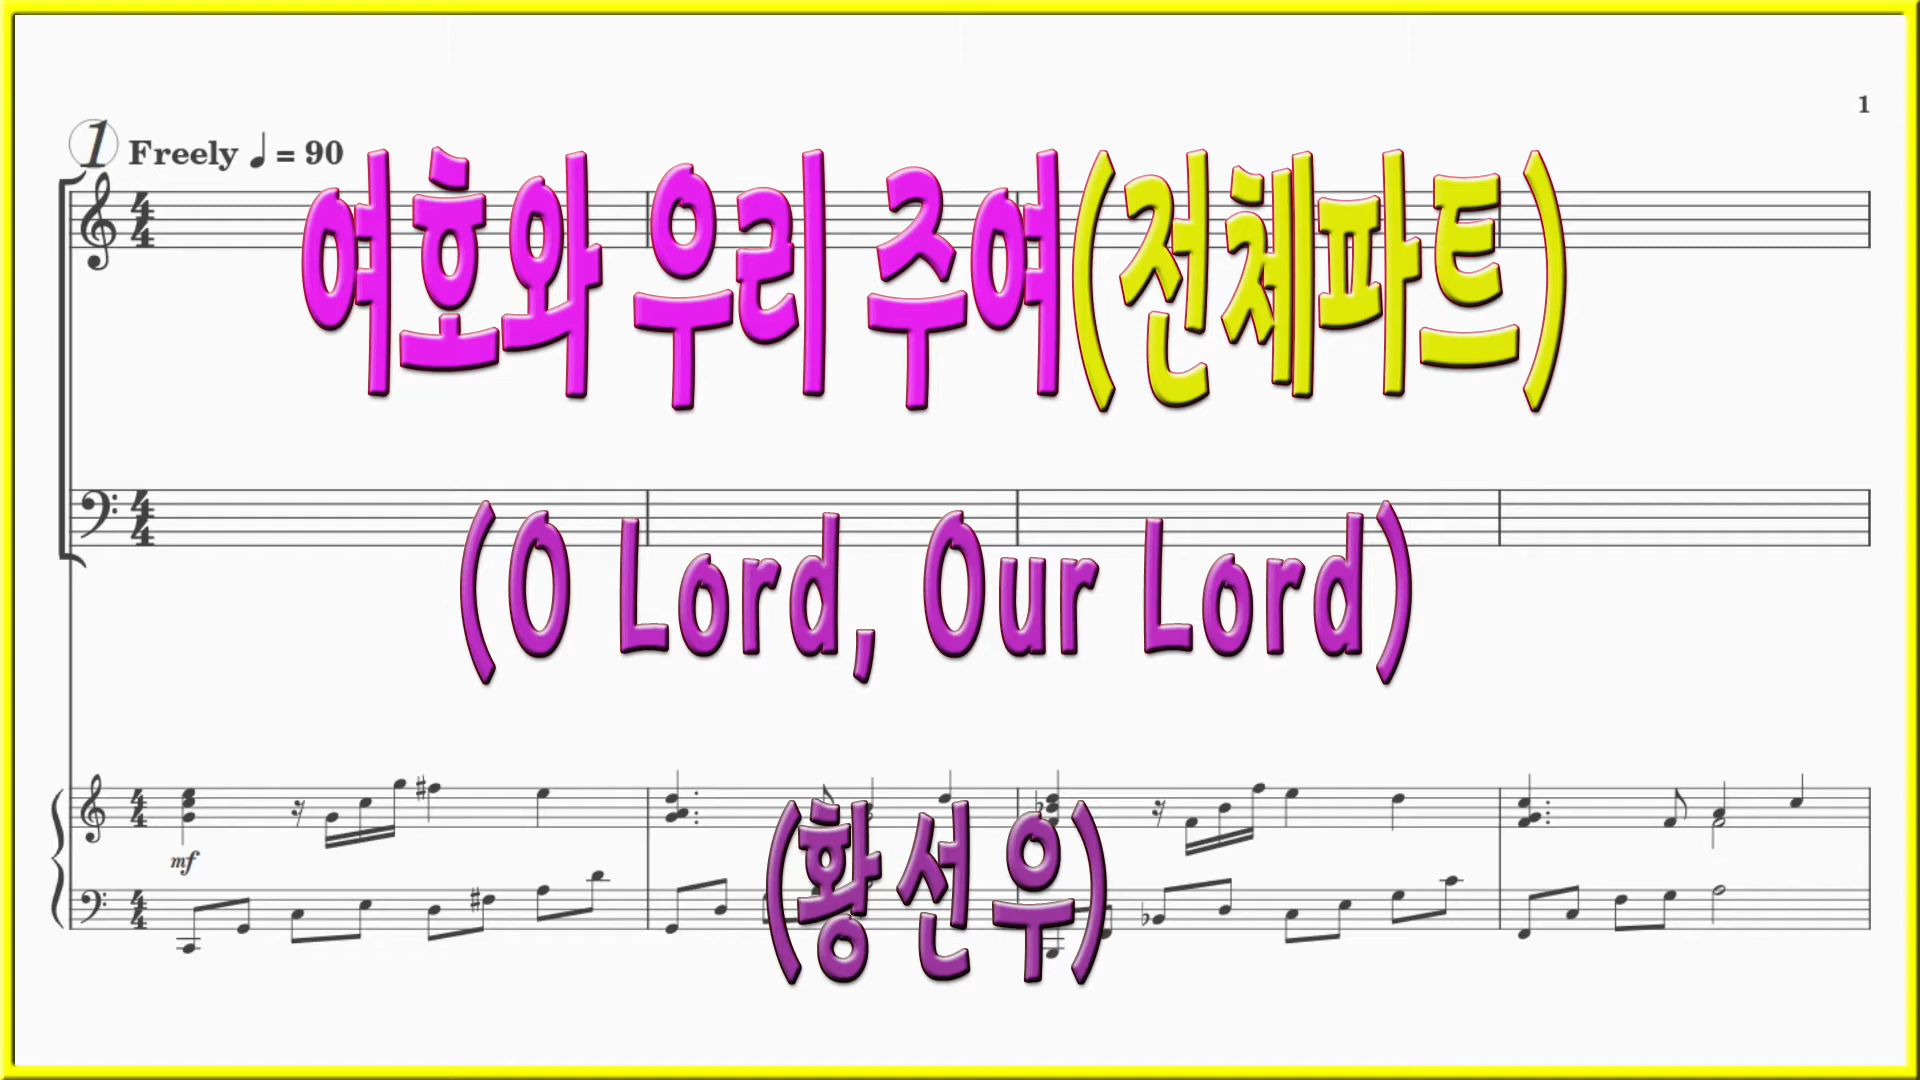 1
1 Freely ♩ = 90
여호와 우리 주여(전체파트)
(O Lord, Our Lord)
mf
(황선우)